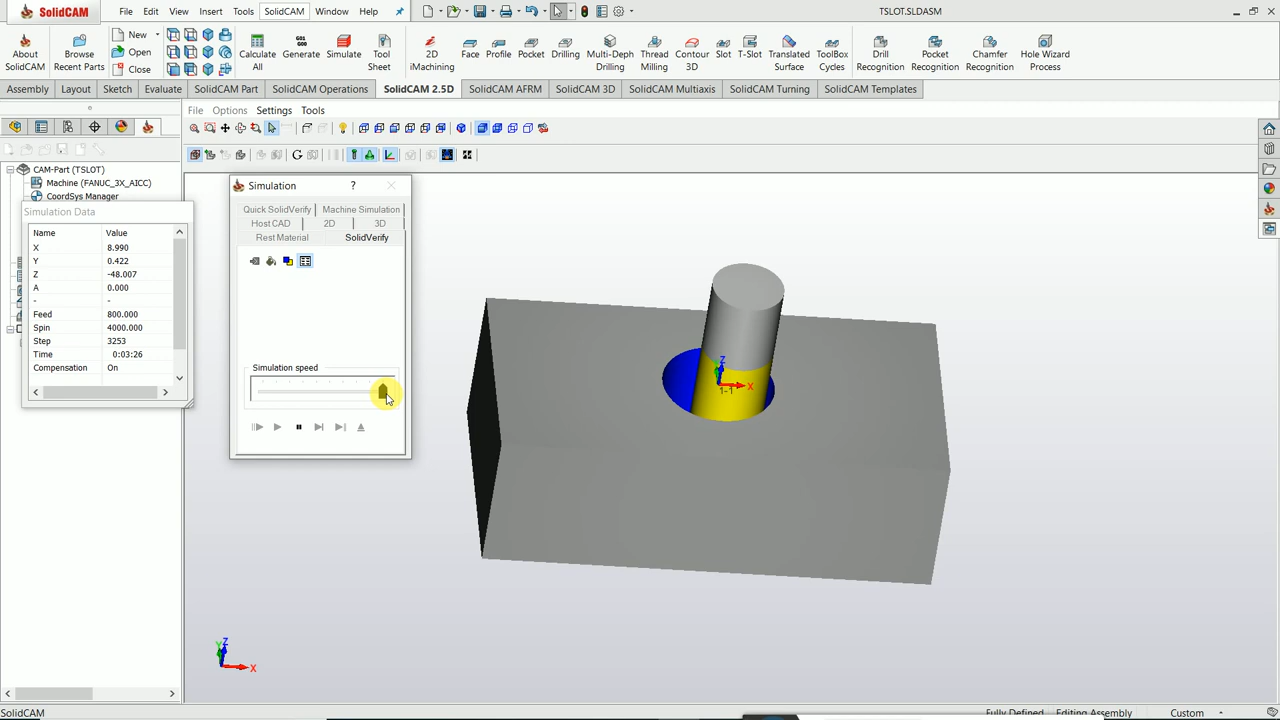 SolidCAM
File Edit View Insert Tools SolidCAM Window Help
TSLOT.SLDASM
About SolidCAM
Browse Recent Parts
New
Open
Close
Calculate All
G01 G00
Generate
Simulate
Tool Sheet
2D iMachining
Face
Profile
Pocket
Drilling
Multi-Depth Drilling
Thread Milling
Contour 3D
Slot
T-Slot
Translated Surface
ToolBox Cycles
Drill Recognition
Pocket Recognition
Chamfer Recognition
Hole Wizard Process
Assembly Layout Sketch Evaluate SolidCAM Part SolidCAM Operations SolidCAM 2.5D SolidCAM AFRM SolidCAM 3D SolidCAM Multiaxis SolidCAM Turning SolidCAM Templates
File Options Settings Tools
CAM-Part (TSLOT)
Machine (FANUC_3X_AICC)
CoordSys Manager
Simulation Data
Name Value
X 8.990
Y 0.422
Z -48.007
A 0.000
- -
Feed 800.000
Spin 4000.000
Step 3253
Time 0:03:26
Compensation On
Simulation ?
Quick SolidVerify Machine Simulation
Host CAD 2D 3D
Rest Material SolidVerify
Simulation speed
Z
X
1-1
Y Z
X
SolidCAM
Fully Defined Editing Assembly Custom